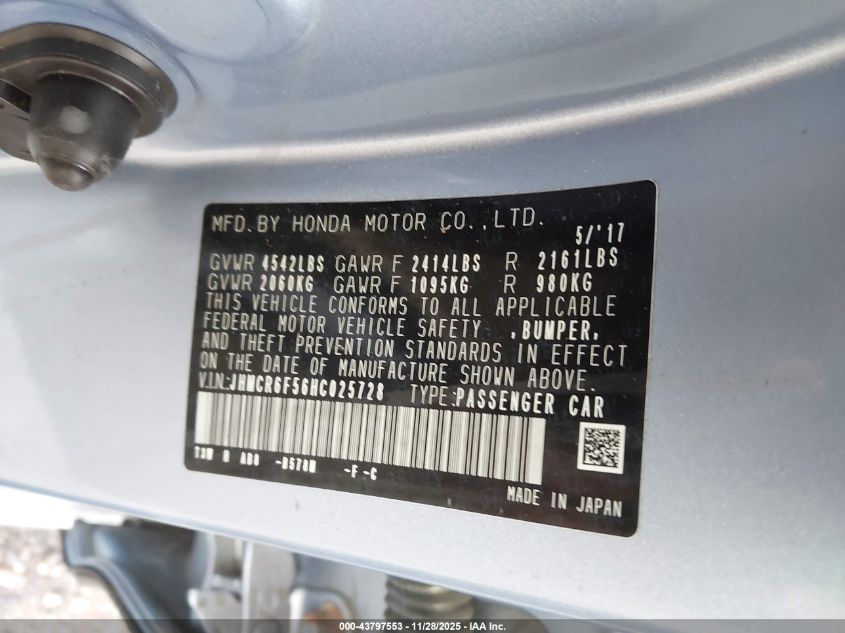 MFD. BY HONDA MOTOR CO.,LTD.
5/'17
GVWR 4542LBS GAWR F 2414LBS R 2161LBS
GVWR 2060KG GAWR F 1095KG R 980KG
THIS VEHICLE CONFORMS TO ALL APPLICABLE
FEDERAL MOTOR VEHICLE SAFETY ,BUMPER,
AND THEFT PREVENTION STANDARDS IN EFFECT
ON THE DATE OF MANUFACTURE SHOWN ABOVE.
VIN:JHMCR6F56HC025728 TYPE:PASSENGER CAR
-B578M -F -C
MADE IN JAPAN
000-43797553 | 11/28/2025 — IAA Inc.